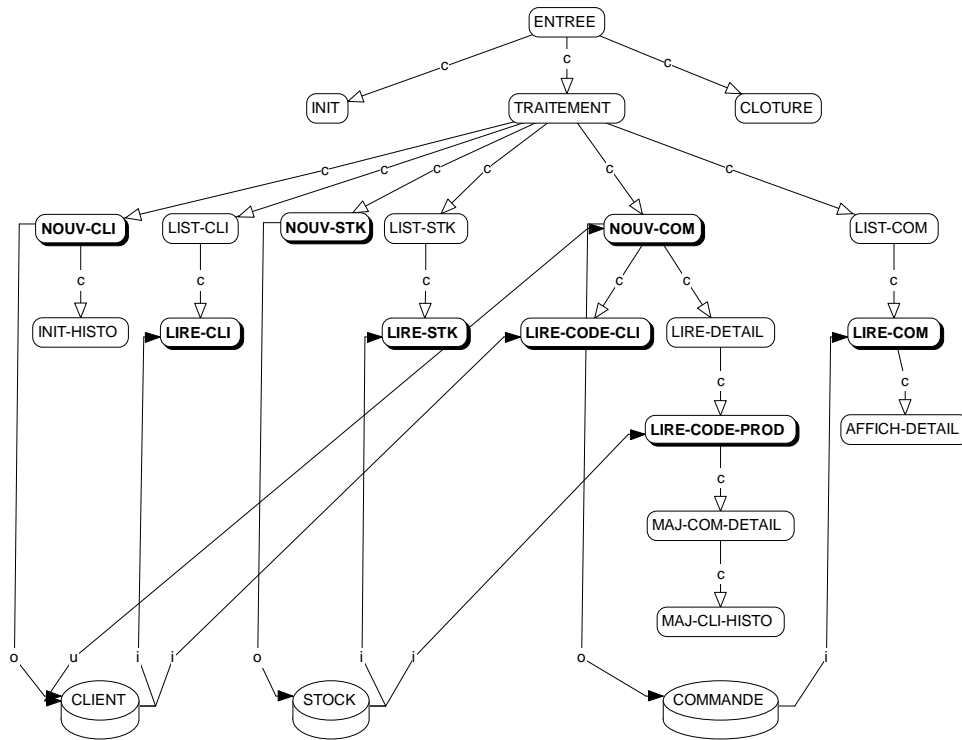 ENTREE
c c c
INIT TRAITEMENT CLOTURE
c c c c c c
NOUV-CLI LIST-CLI NOUV-STK LIST-STK NOUV-COM LIST-COM
c c c c c c
INIT-HISTO LIRE-CLI LIRE-STK LIRE-CODE-CLI LIRE-DETAIL LIRE-COM
c c
LIRE-CODE-PROD AFFICH-DETAIL
c
MAJ-COM-DETAIL
c
MAJ-CLI-HISTO
o u i i o i i o i
CLIENT STOCK COMMANDE